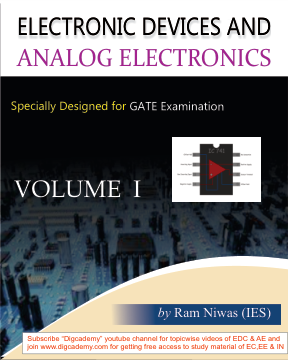 ELECTRONIC DEVICES AND
ANALOG ELECTRONICS
Specially Designed for GATE Examination
VOLUME I
by Ram Niwas (IES)
Subscribe "Digcademy" youtube channel for topicwise videos of EDC & AE and
join www.digcademy.com for getting free access to study material of EC,EE & IN